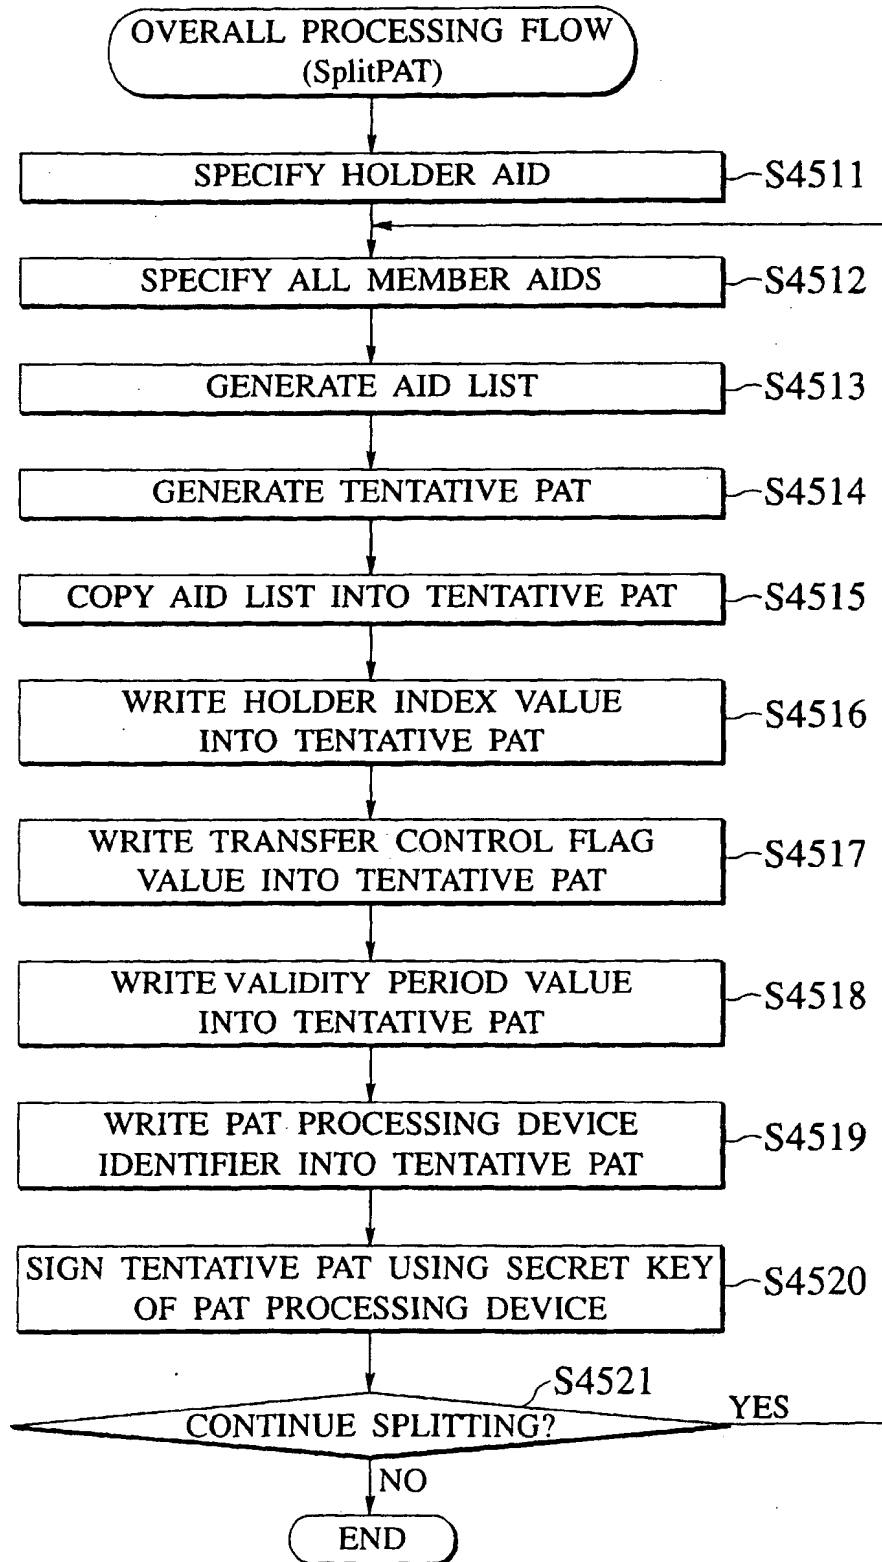 OVERALL PROCESSING FLOW
(SplitPAT)
SPECIFY HOLDER AID
S4511
SPECIFY ALL MEMBER AIDS
S4512
GENERATE AID LIST
S4513
GENERATE TENTATIVE PAT
S4514
COPY AID LIST INTO TENTATIVE PAT
S4515
WRITE HOLDER INDEX VALUE
INTO TENTATIVE PAT
S4516
WRITE TRANSFER CONTROL FLAG
VALUE INTO TENTATIVE PAT
S4517
WRITE VALIDITY PERIOD VALUE
INTO TENTATIVE PAT
S4518
WRITE PAT PROCESSING DEVICE
IDENTIFIER INTO TENTATIVE PAT
S4519
SIGN TENTATIVE PAT USING SECRET KEY
OF PAT PROCESSING DEVICE
S4520
S4521
CONTINUE SPLITTING?
YES
NO
END